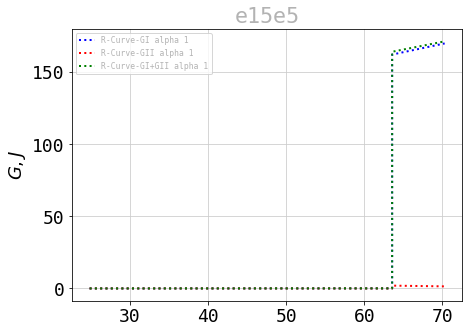 e15e5
R-Curve-GI alpha 1
R-Curve-GII alpha 1
R-Curve-GI+GII alpha 1
G, J
150
100
50
0
30 40 50 60 70